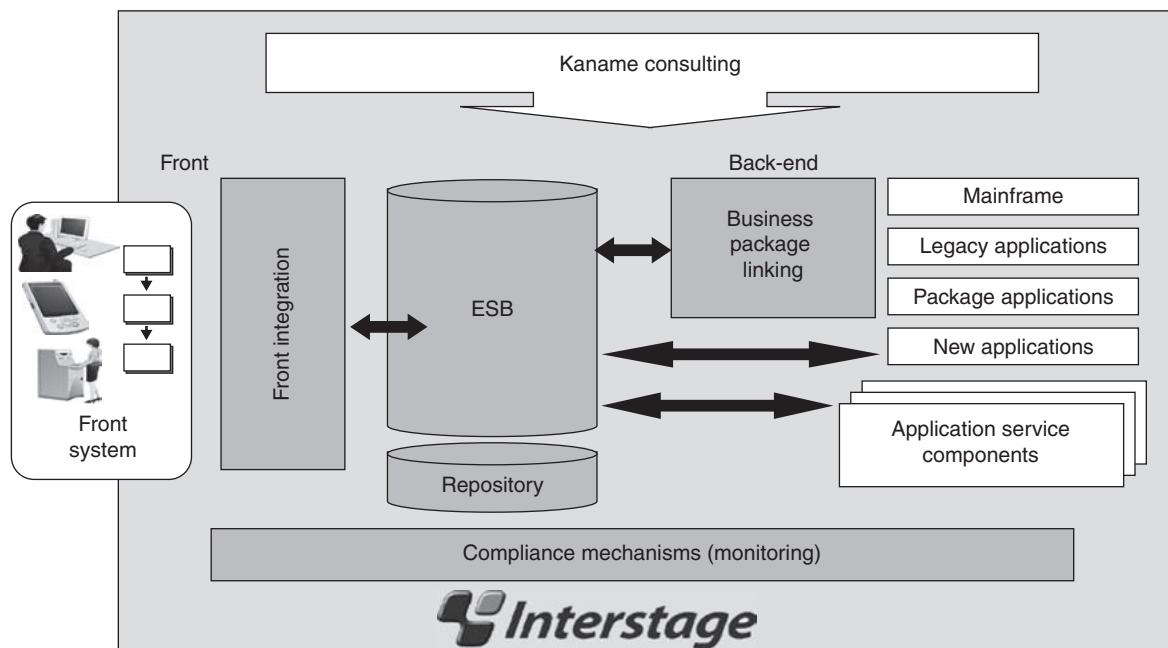 Kaname consulting
Front
Back-end
Front integration
ESB
Repository
Business
package
linking
Mainframe
Legacy applications
Package applications
New applications
Application service
components
Front
system
Compliance mechanisms (monitoring)
Interstage